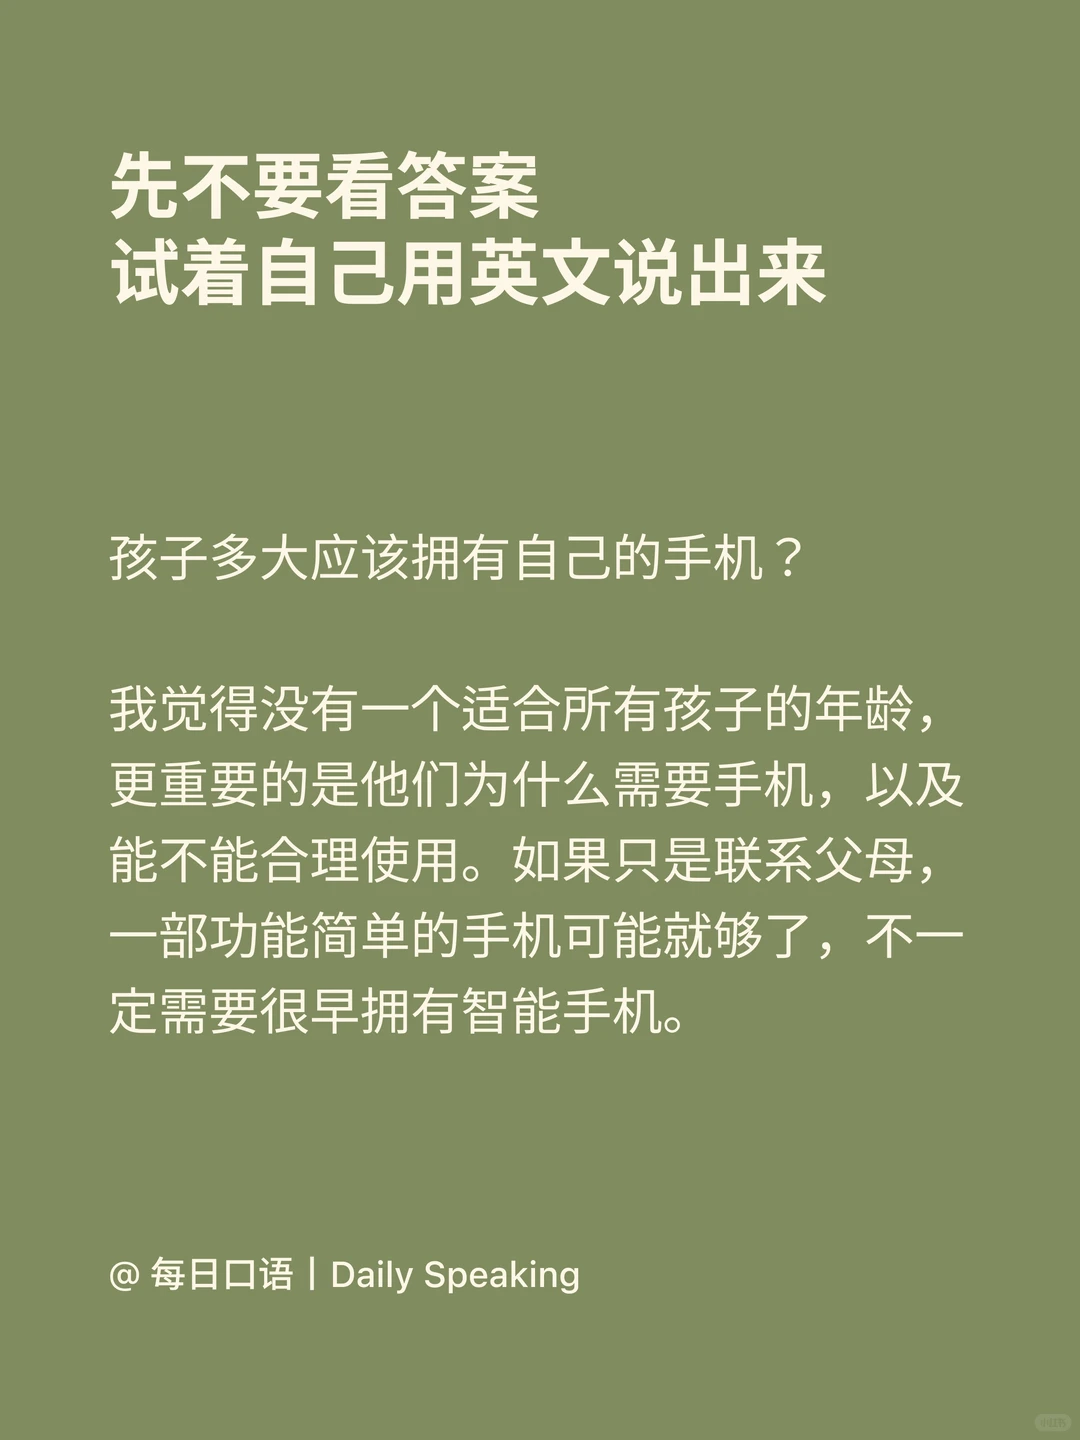 先不要看答案
试着自己用英文说出来
孩子多大应该拥有自己的手机？
我觉得没有一个适合所有孩子的年龄，
更重要的是他们为什么需要手机，以及
能不能合理使用。如果只是联系父母，
一部功能简单的手机可能就够了，不一
定需要很早拥有智能手机。
@ 每日口语丨Daily Speaking
小红书